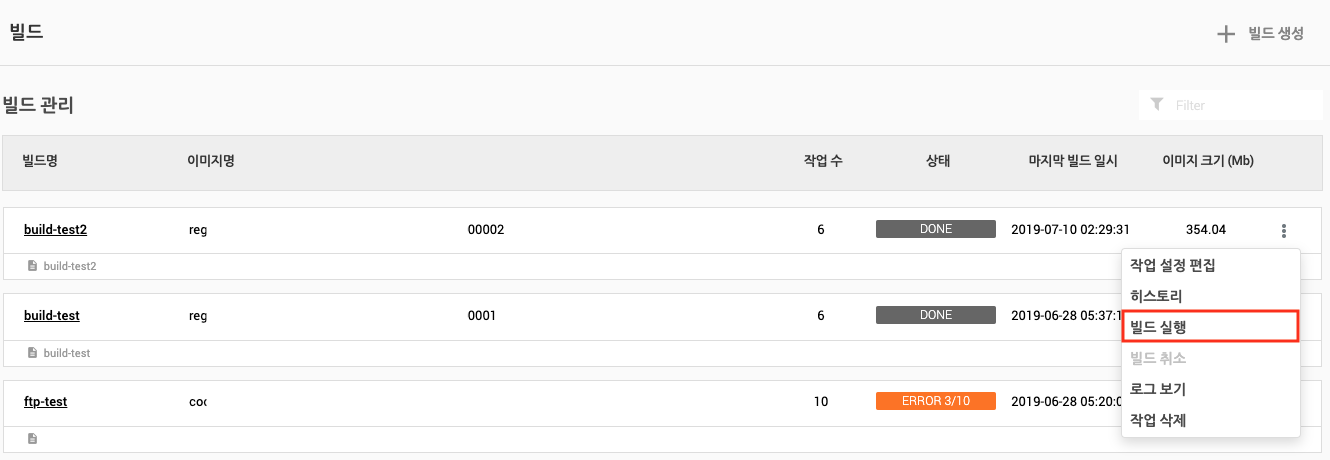 빌드
빌드 생성
빌드 관리
Filter
빌드명 이미지명 작업 수 상태 마지막 빌드 일시 이미지 크기 (Mb)
build-test2 reg 00002 6 DONE 2019-07-10 02:29:31 354.04
build-test2
작업 설정 편집
히스토리
build-test reg 0001 6 DONE 2019-06-28 05:37:1
빌드 실행
build-test
빌드 취소
로그 보기
ftp-test 10 ERROR 3/10 2019-06-28 05:20:0
작업 삭제